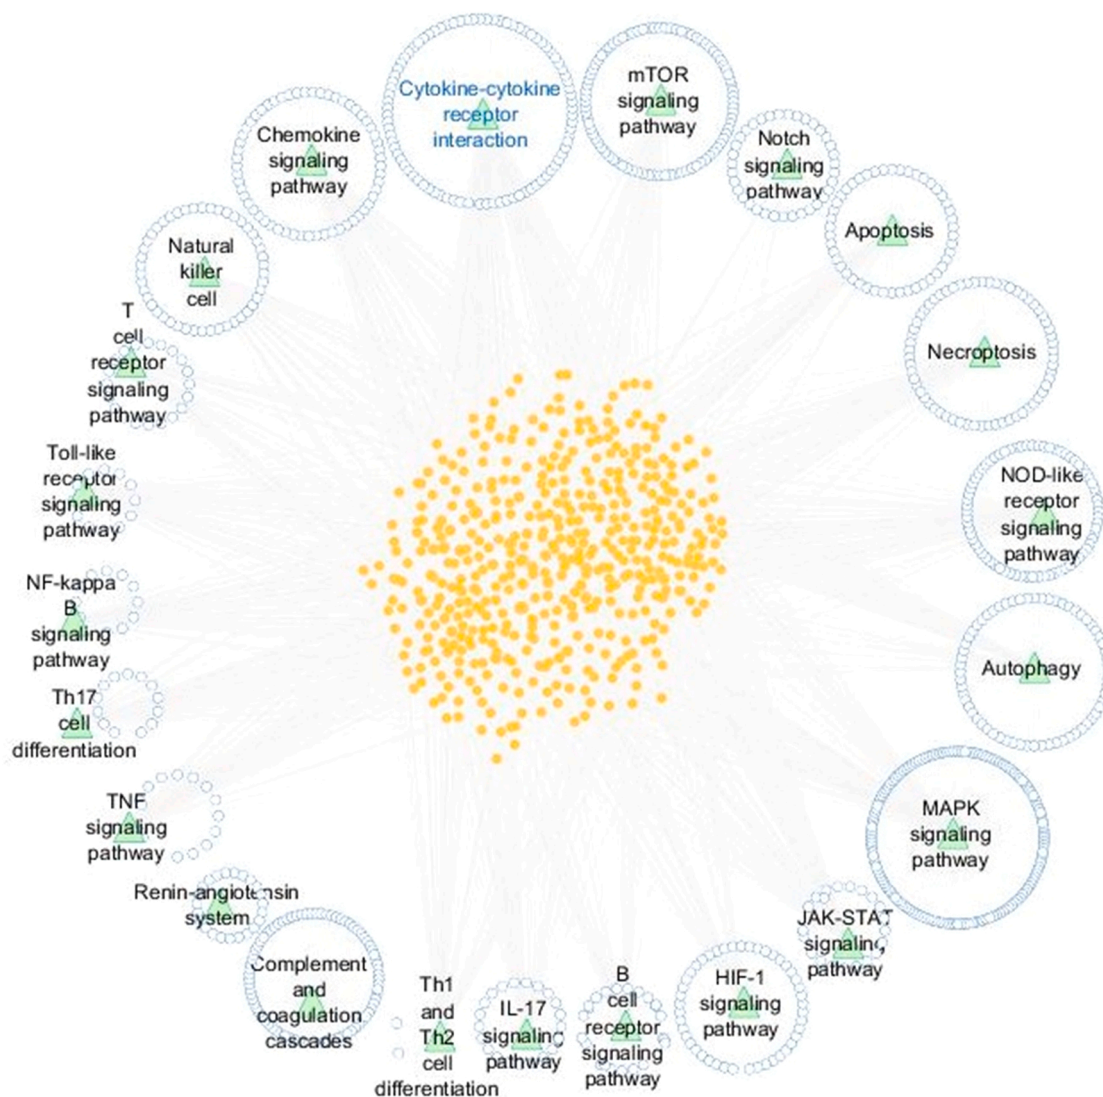 Cytokine-cytokine
receptor
interaction
mTOR
signaling
pathway
Notch
signaling
pathway
Apoptosis
Necroptosis
NOD-like
receptor
signaling
pathway
Autophagy
MAPK
signaling
pathway
JAK-STAT
signaling
pathway
HIF-1
signaling
pathway
B
cell
receptor
signaling
pathway
IL-17
signaling
pathway
Th1
and
Th2
cell
differentiation
Complement
and
coagulation
cascades
Renin-angiotensin
system
TNF
signaling
pathway
Th17
cell
differentiation
NF-kappa
B
signaling
pathway
Toll-like
receptor
signaling
pathway
T
cell
receptor
signaling
pathway
Natural
killer
cell
Chemokine
signaling
pathway